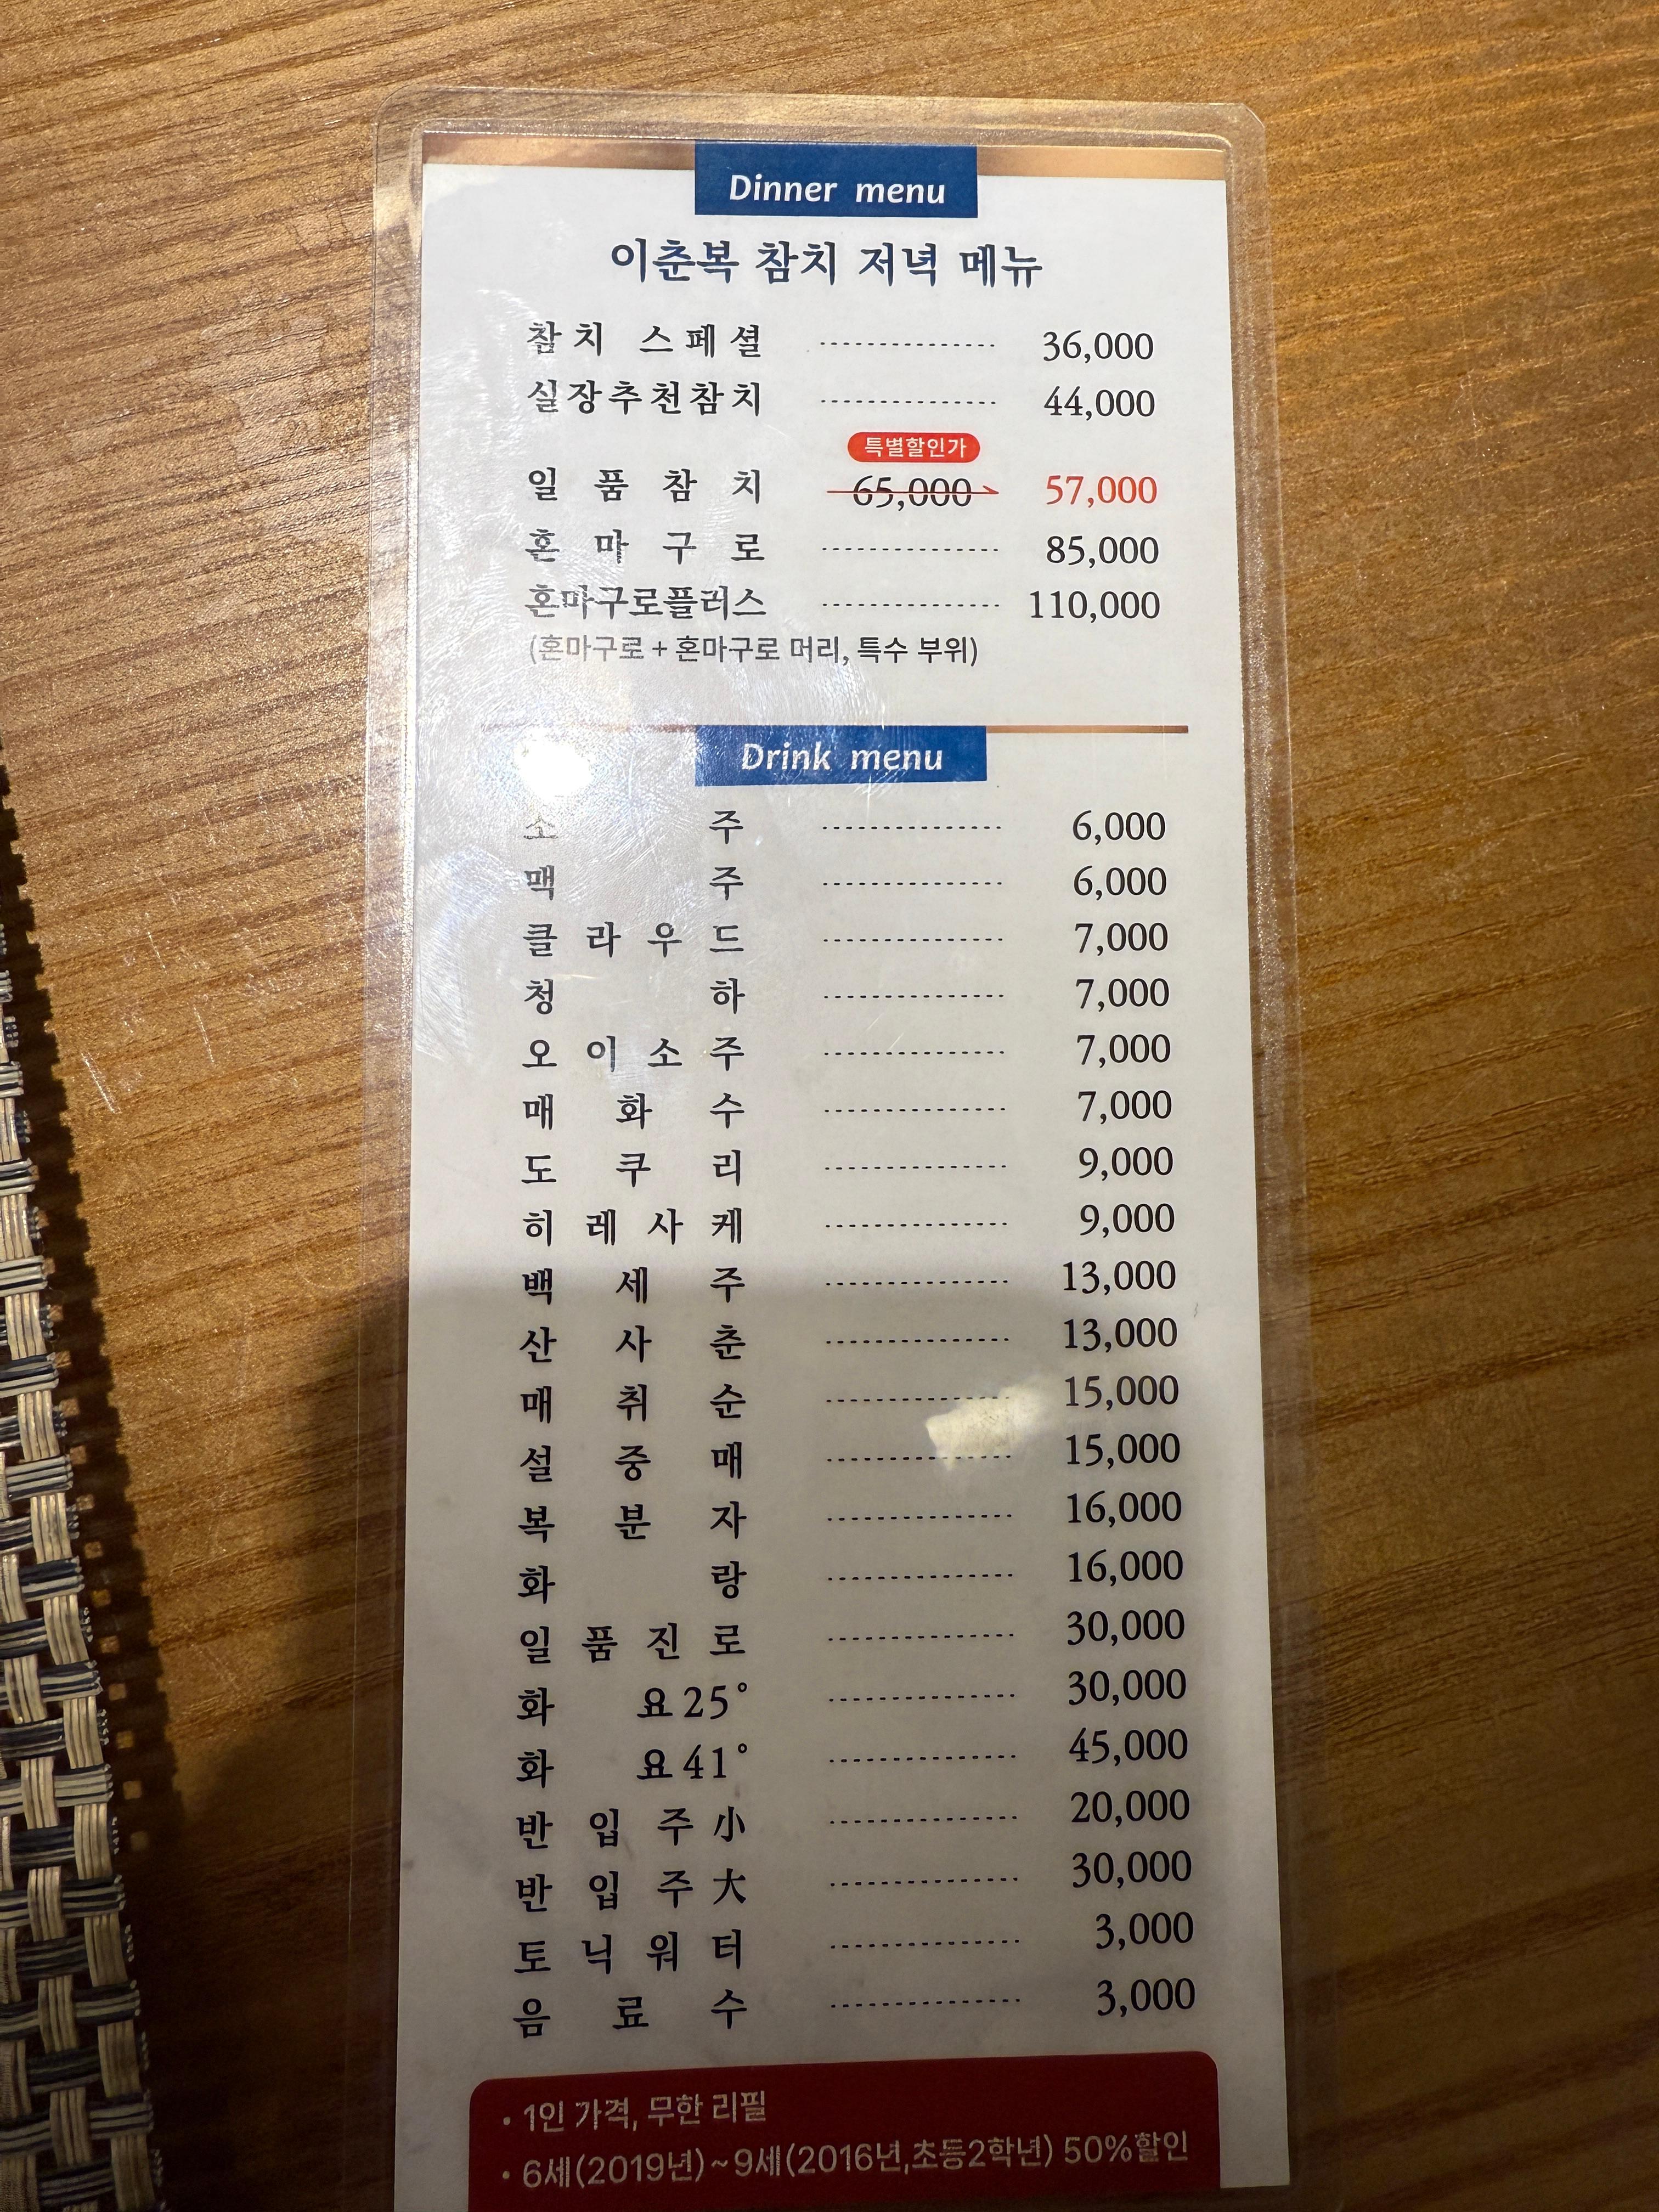 Dinner menu
이춘복 참치 저녁 메뉴
참치 스페셜 ---------------- 36,000
실장추천참치 ---------------- 44,000
특별할인가
일품참치 65,000 57,000
혼마구로 ---------------- 85,000
혼마구로플러스 ---------------- 110,000
(혼마구로 + 혼마구로 머리, 특수 부위)
Drink menu
소주 ---------------- 6,000
맥주 ---------------- 6,000
클라우드 ---------------- 7,000
청하 ---------------- 7,000
오이소주 ---------------- 7,000
매화수 ---------------- 7,000
도쿠리 ---------------- 9,000
히레사케 ---------------- 9,000
백세주 ---------------- 13,000
산사춘 ---------------- 13,000
매취순 ---------------- 15,000
설중매 ---------------- 15,000
복분자 ---------------- 16,000
화랑 ---------------- 16,000
일품진로 ---------------- 30,000
화요25° ---------------- 30,000
화요41° ---------------- 45,000
반입주小 ---------------- 20,000
반입주大 ---------------- 30,000
토닉워터 ---------------- 3,000
음료수 ---------------- 3,000
• 1인 가격, 무한 리필
• 6세(2019년)~9세(2016년,초등2학년) 50%할인